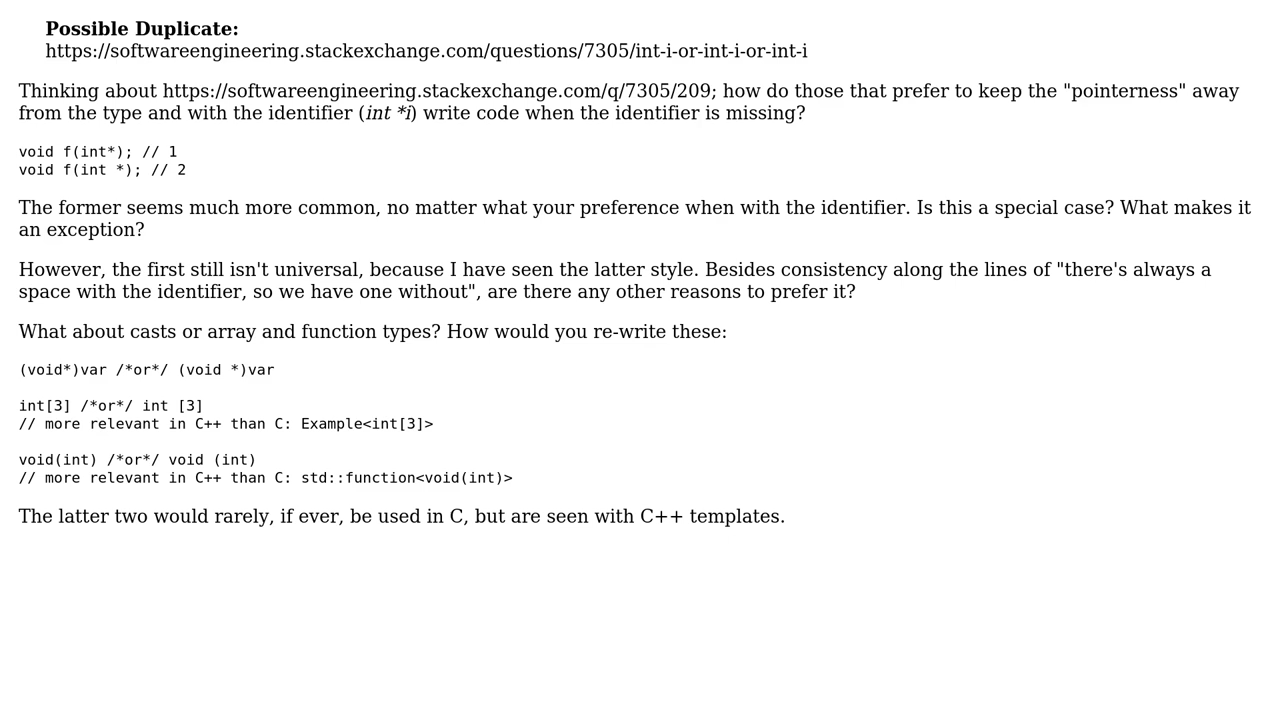 Possible Duplicate:
https://softwareengineering.stackexchange.com/questions/7305/int-i-or-int-i-or-int-i
Thinking about https://softwareengineering.stackexchange.com/q/7305/209; how do those that prefer to keep the "pointerness" away
from the type and with the identifier (int *i) write code when the identifier is missing?
void f(int*); // 1
void f(int *); // 2
The former seems much more common, no matter what your preference when with the identifier. Is this a special case? What makes it
an exception?
However, the first still isn't universal, because I have seen the latter style. Besides consistency along the lines of "there's always a
space with the identifier, so we have one without", are there any other reasons to prefer it?
What about casts or array and function types? How would you re-write these:
(void*)var /*or*/ (void *)var
int[3] /*or*/ int [3]
// more relevant in C++ than C: Example<int[3]>
void(int) /*or*/ void (int)
// more relevant in C++ than C: std::function<void(int)>
The latter two would rarely, if ever, be used in C, but are seen with C++ templates.